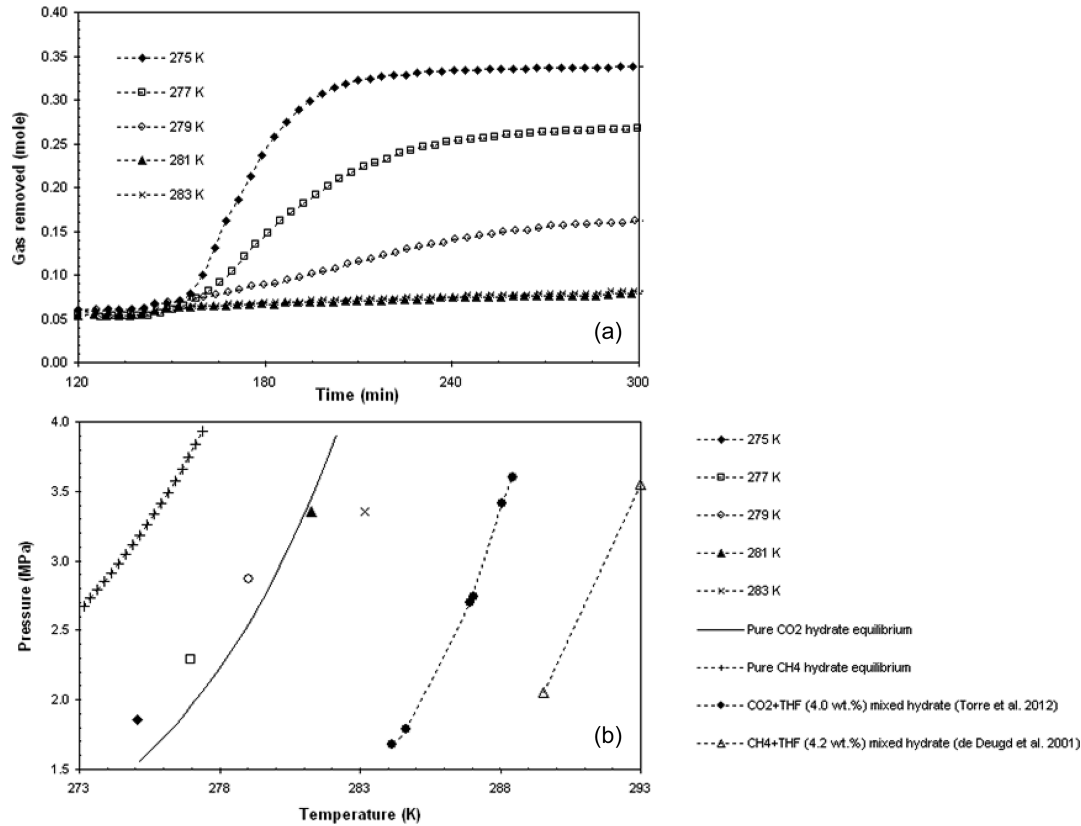 0.40
0.35
0.30
0.25
0.20
0.15
0.10
0.05
0.00
Gas removed (mole)
275 K
277 K
279 K
281 K
283 K
(a)
120 180 240 300
Time (min)
4.0
3.5
3.0
2.5
2.0
1.5
Pressure (MPa)
(b)
273 278 283 288 293
Temperature (K)
275 K
277 K
279 K
281 K
283 K
Pure CO2 hydrate equilibrium
Pure CH4 hydrate equilibrium
CO2+THF (4.0 wt.%) mixed hydrate (Torre et al. 2012)
CH4+THF (4.2 wt.%) mixed hydrate (de Deugd et al. 2001)